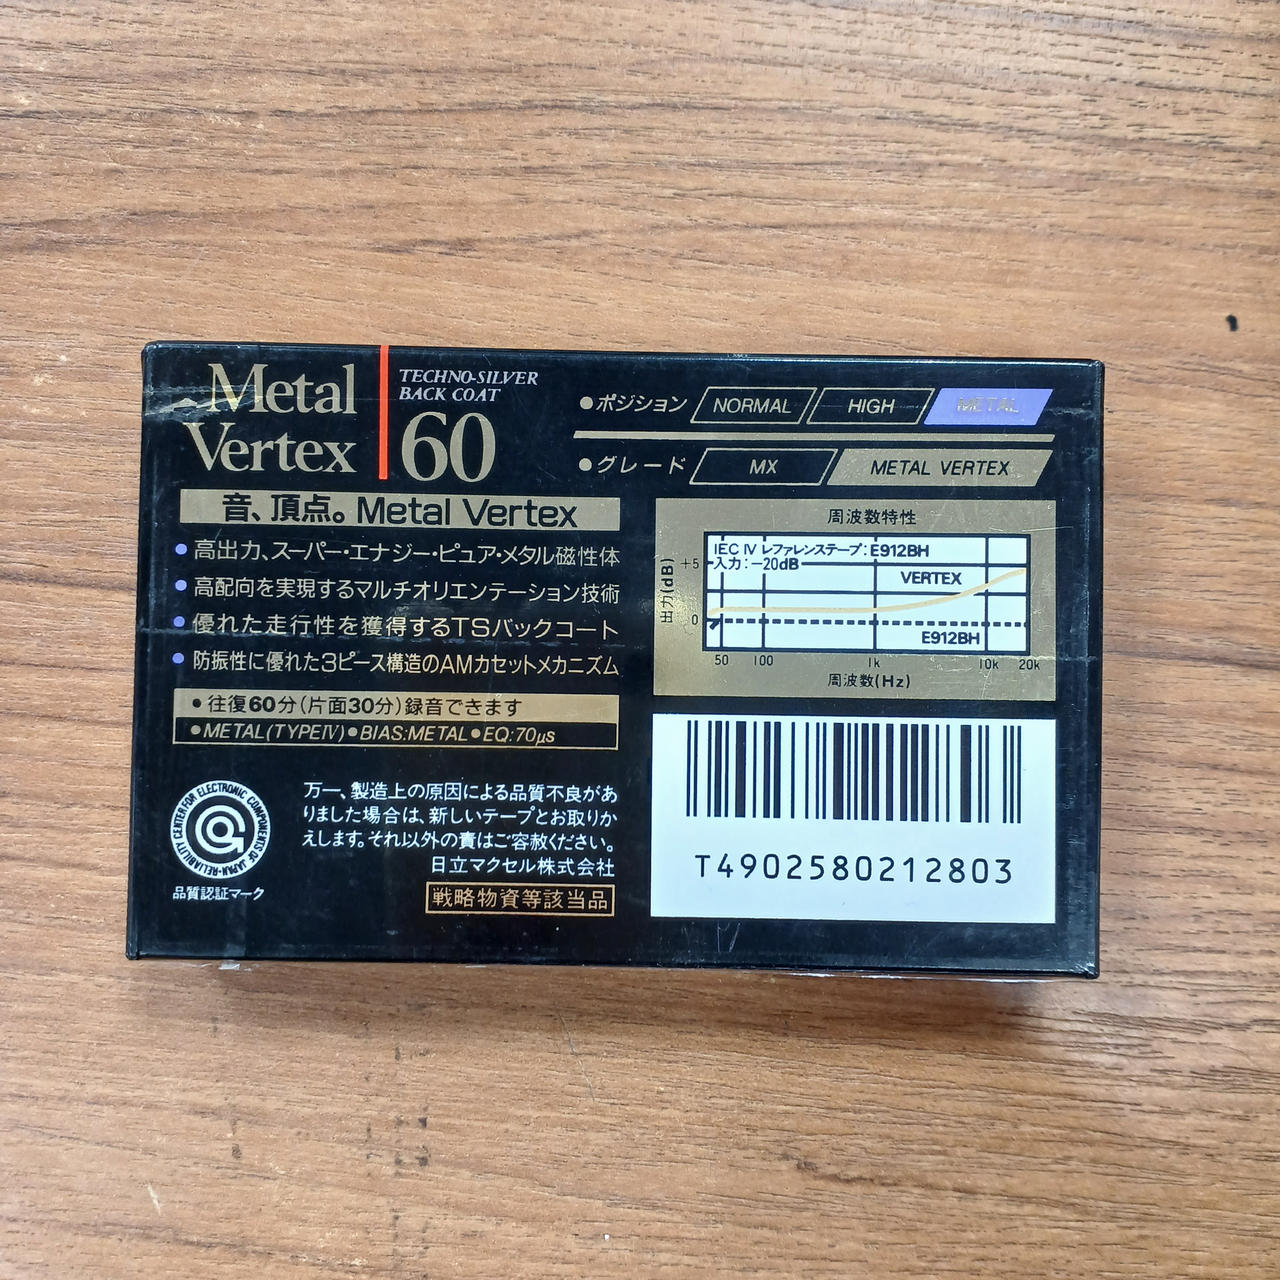 Metal
Vertex
TECHNO-SILVER
BACK COAT
60
●ポジション NORMAL HIGH METAL
●グレード MX METAL VERTEX
音、頂点。Metal Vertex
●高出力、スーパー・エナジー・ピュア・メタル磁性体
●高配向を実現するマルチオリエンテーション技術
●優れた走行性を獲得するTSバックコート
●防振性に優れた3ピース構造のAMカセットメカニズム
●往復60分(片面30分)録音できます
●METAL(TYPEⅣ)●BIAS:METAL●EQ:70μs
周波数特性
IEC Ⅳ レファレンステープ:E912BH
入力:−20dB
VERTEX
E912BH
出力(dB)
+5
0
50 100 1k 10k 20k
周波数(Hz)
RELIABILITY CENTER FOR ELECTRONIC COMPONENTS OF JAPAN
品質認証マーク
万一、製造上の原因による品質不良があ
りました場合は、新しいテープとお取りか
えします。それ以外の責はご容赦ください。
日立マクセル株式会社
戦略物資等該当品
T4902580212803